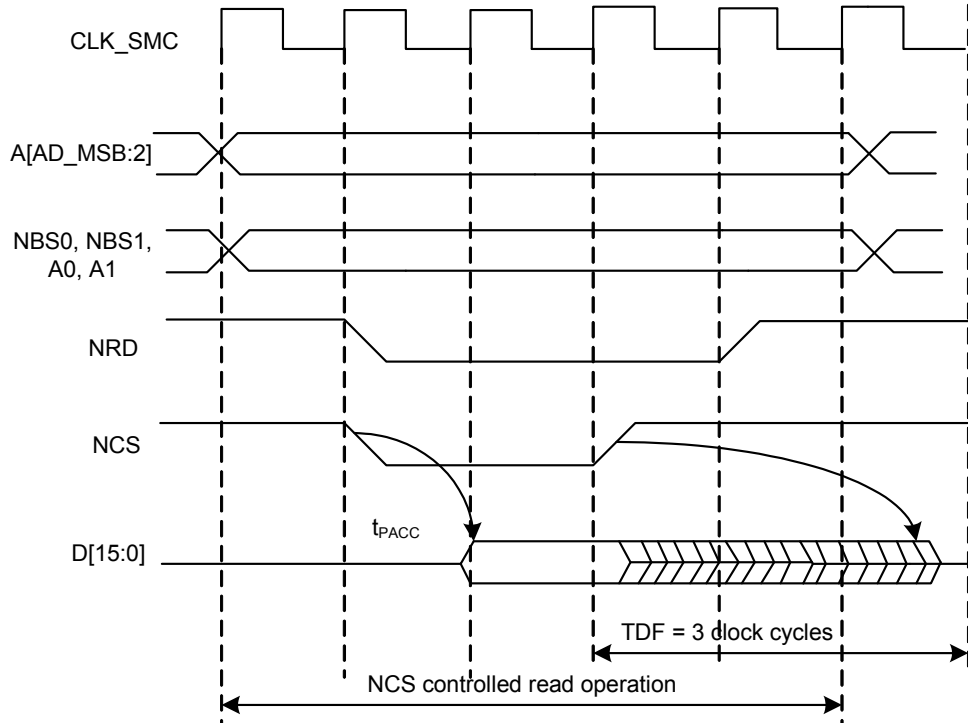 CLK_SMC
A[AD_MSB:2]
NBS0, NBS1,
A0, A1
NRD
NCS
tPACC
D[15:0]
TDF = 3 clock cycles
NCS controlled read operation